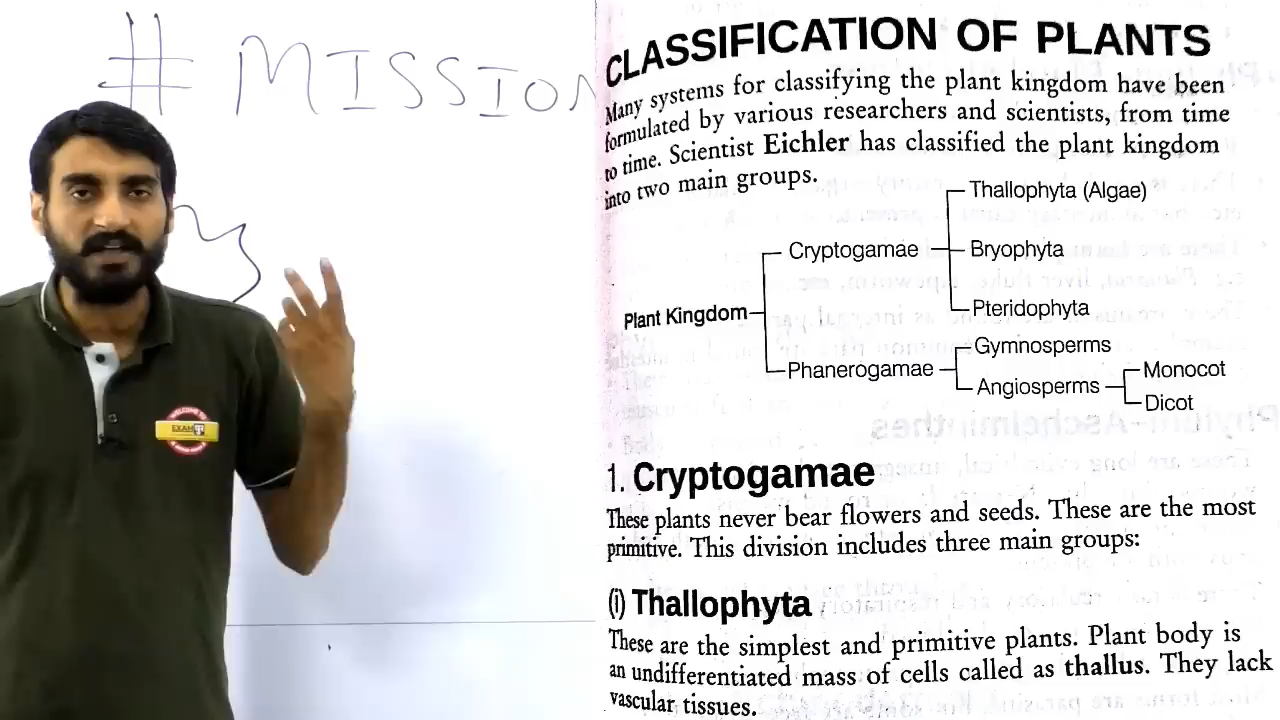 # MISSION
WELCOME TO
EXAM
CLASSIFICATION OF PLANTS
Many systems for classifying the plant kingdom have been
formulated by various researchers and scientists, from time
to time. Scientist Eichler has classified the plant kingdom
into two main groups.
Thallophyta (Algae)
Cryptogamae
Bryophyta
Pteridophyta
Plant Kingdom
Gymnosperms
Phanerogamae
Angiosperms
Monocot
Dicot
1. Cryptogamae
These plants never bear flowers and seeds. These are the most
primitive. This division includes three main groups:
(i) Thallophyta
These are the simplest and primitive plants. Plant body is
an undifferentiated mass of cells called as thallus. They lack
vascular tissues.